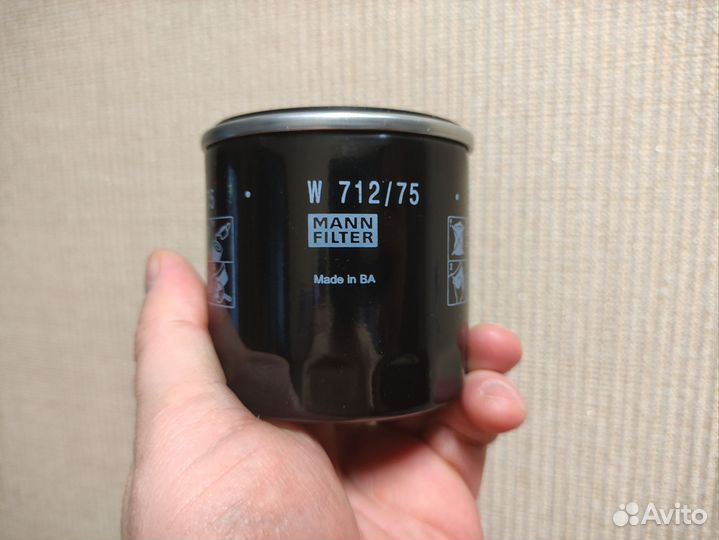 W 712/75
MANN
FILTER
Made in BA
Avito